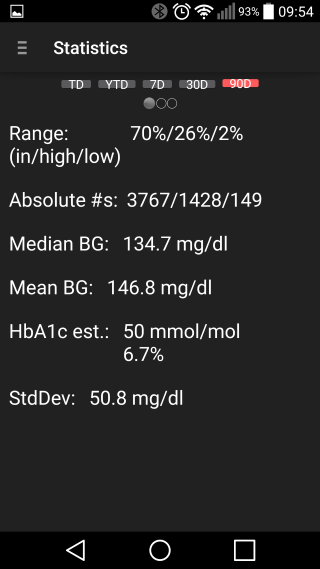 93% 09:54
Statistics
TD YTD 7D 30D 90D
Range: 70%/26%/2%
(in/high/low)
Absolute #s: 3767/1428/149
Median BG: 134.7 mg/dl
Mean BG: 146.8 mg/dl
HbA1c est.: 50 mmol/mol
6.7%
StdDev: 50.8 mg/dl